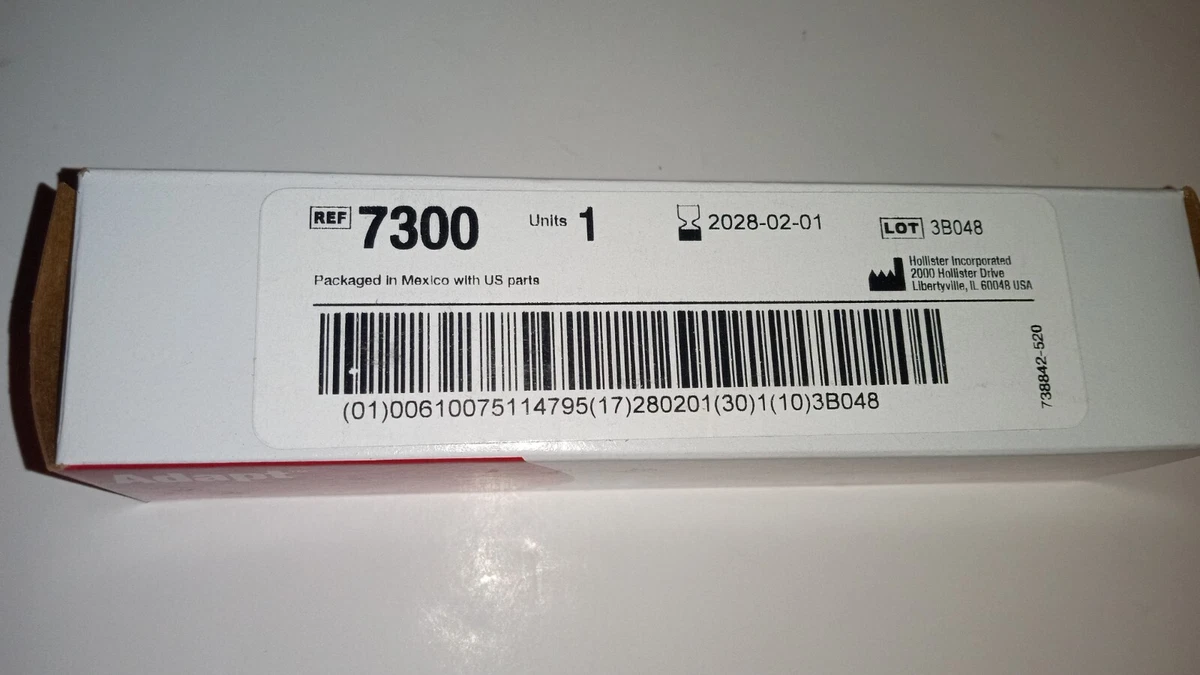 REF 7300 Units 1 2028-02-01 LOT 3B048
Packaged in Mexico with US parts
Hollister Incorporated
2000 Hollister Drive
Libertyville, IL 60048 USA
(01)00610075114795(17)280201(30)1(10)3B048
738842-520
Adapt